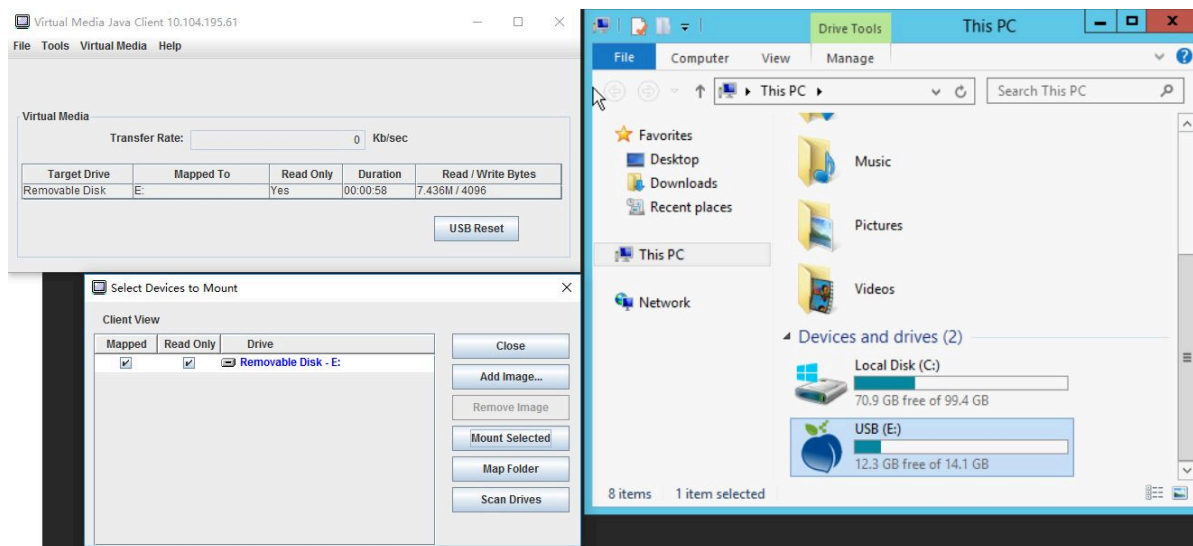 Virtual Media Java Client 10.104.195.61
File Tools Virtual Media Help
Virtual Media
Transfer Rate: 0 Kb/sec
Target Drive Mapped To Read Only Duration Read / Write Bytes
Removable Disk E: Yes 00:00:58 7.436M / 4096
USB Reset
Select Devices to Mount
Client View
Mapped Read Only Drive
Removable Disk - E:
Close
Add Image...
Remove Image
Mount Selected
Map Folder
Scan Drives
Drive Tools
This PC
File Computer View Manage
This PC
Search This PC
Favorites
Desktop
Downloads
Recent places
This PC
Network
Music
Pictures
Videos
Devices and drives (2)
Local Disk (C:)
70.9 GB free of 99.4 GB
USB (E:)
12.3 GB free of 14.1 GB
8 items 1 item selected